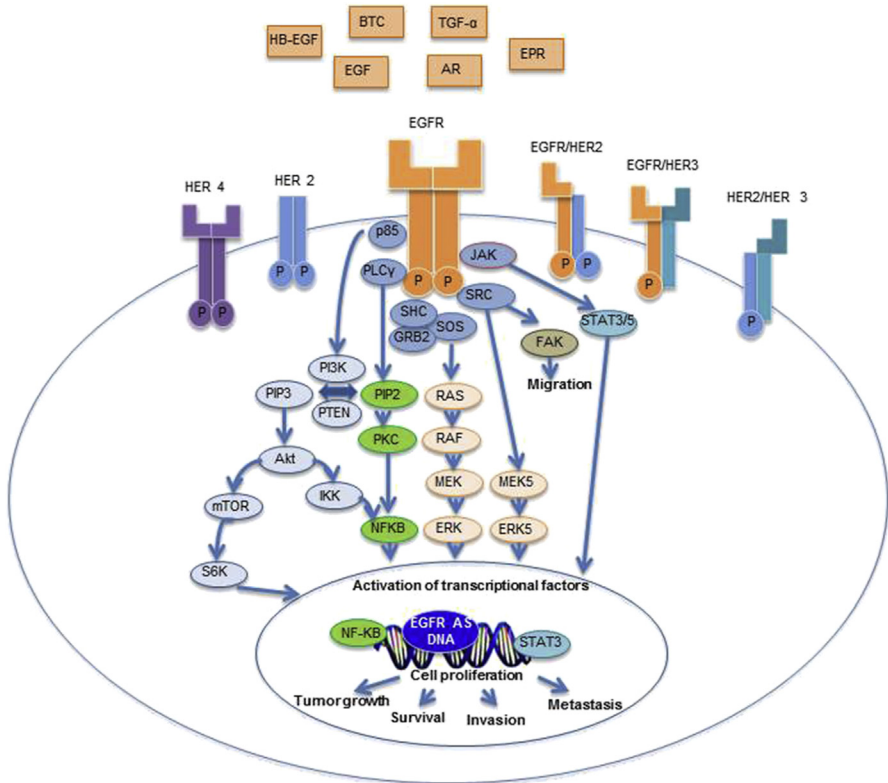 BTC
TGF-α
HB-EGF
EPR
EGF
AR
EGFR
EGFR/HER2
EGFR/HER3
HER 4
HER 2
HER2/HER 3
p85
JAK
PLCγ
P
P
P
P
P
P
P
SRC
SHC
SOS
GRB2
STAT3/5
P
P
P
FAK
PI3K
Migration
PIP3
PIP2
RAS
PTEN
PKC
RAF
Akt
MEK
MEK5
IKK
mTOR
NFKB
ERK
ERK5
S6K
Activation of transcriptional factors
EGFR AS
DNA
NF-KB
STAT3
Cell proliferation
Tumor growth
Metastasis
Survival
Invasion